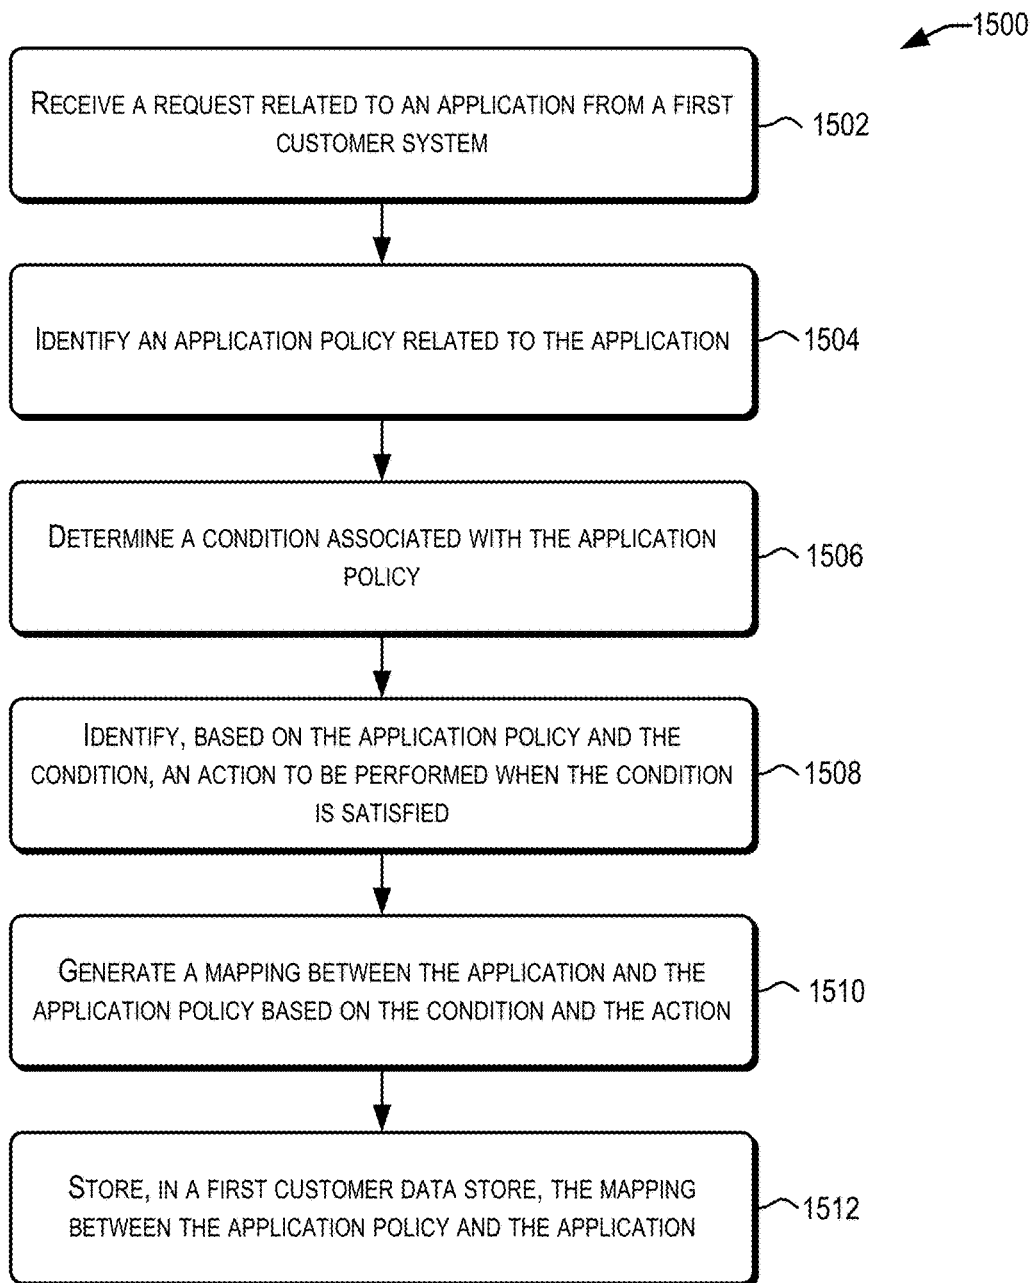 1500
RECEIVE A REQUEST RELATED TO AN APPLICATION FROM A FIRST
CUSTOMER SYSTEM
1502
IDENTIFY AN APPLICATION POLICY RELATED TO THE APPLICATION
1504
DETERMINE A CONDITION ASSOCIATED WITH THE APPLICATION
POLICY
1506
IDENTIFY, BASED ON THE APPLICATION POLICY AND THE
CONDITION, AN ACTION TO BE PERFORMED WHEN THE CONDITION
IS SATISFIED
1508
GENERATE A MAPPING BETWEEN THE APPLICATION AND THE
APPLICATION POLICY BASED ON THE CONDITION AND THE ACTION
1510
STORE, IN A FIRST CUSTOMER DATA STORE, THE MAPPING
BETWEEN THE APPLICATION POLICY AND THE APPLICATION
1512